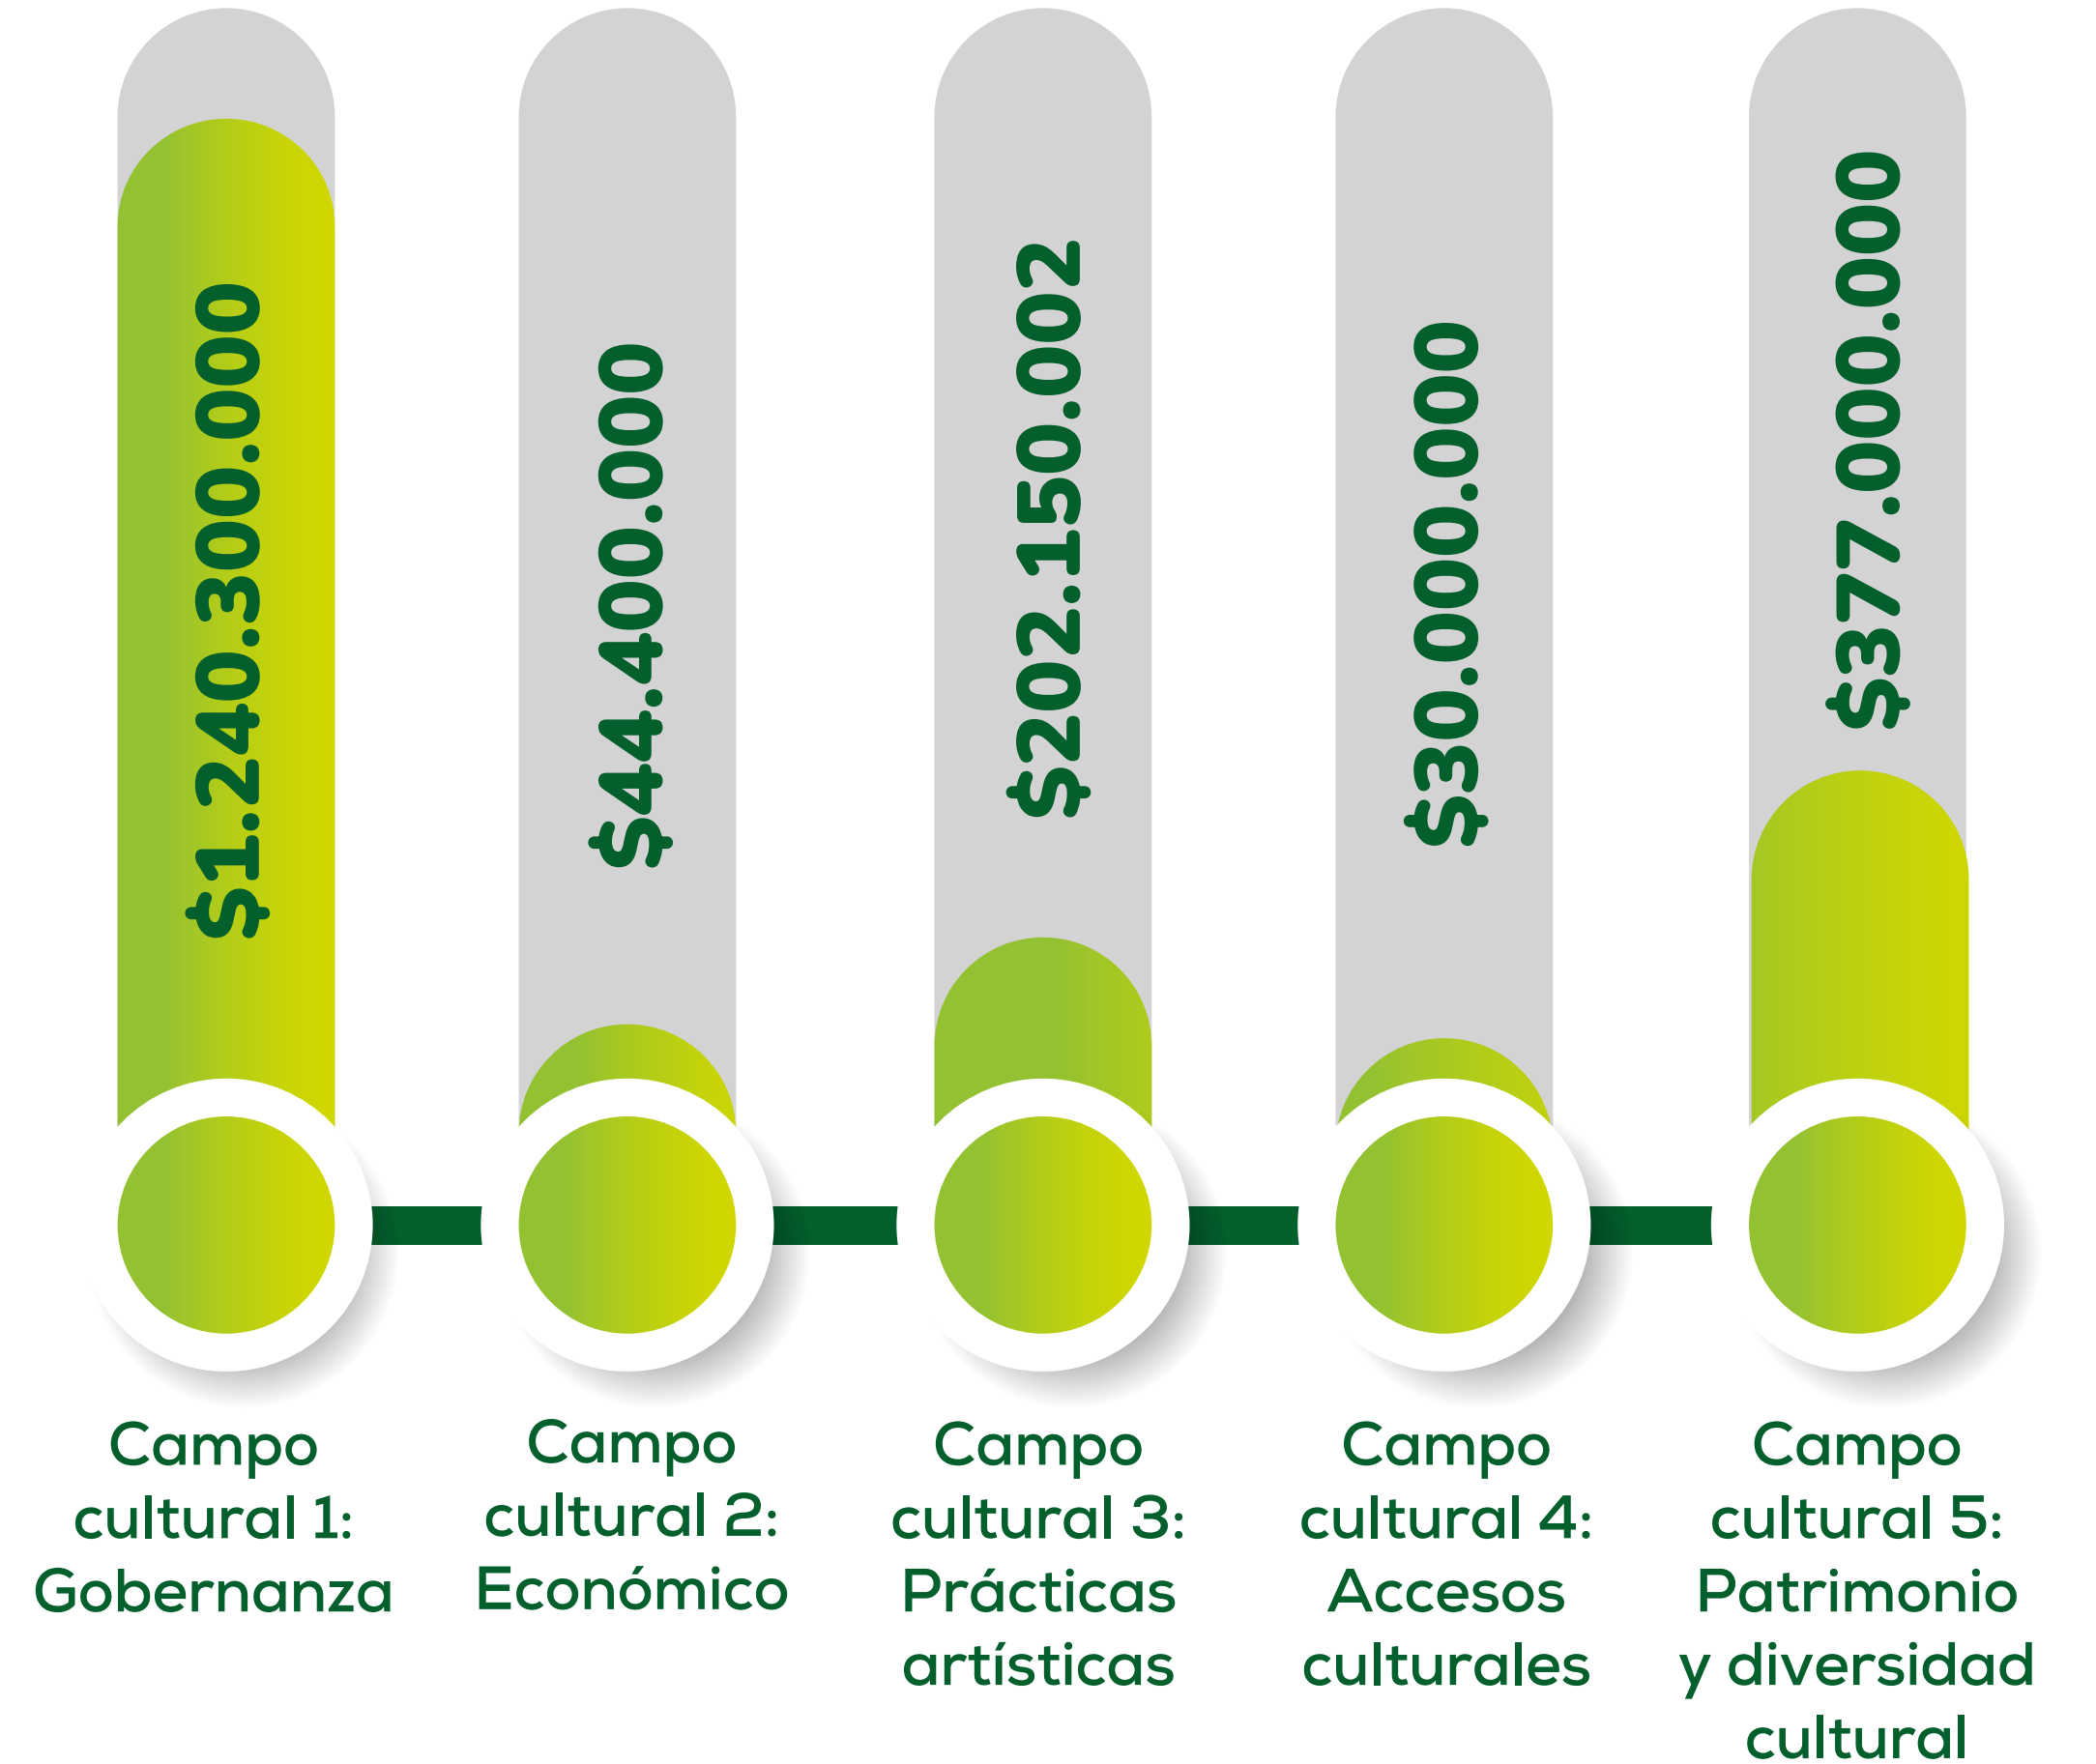 $1.240.300.000
$44.400.000
$202.150.002
$30.000.000
$377.000.000
Campo
cultural 1:
Gobernanza
Campo
cultural 2:
Económico
Campo
cultural 3:
Prácticas
artísticas
Campo
cultural 4:
Accesos
culturales
Campo
cultural 5:
Patrimonio
y diversidad
cultural